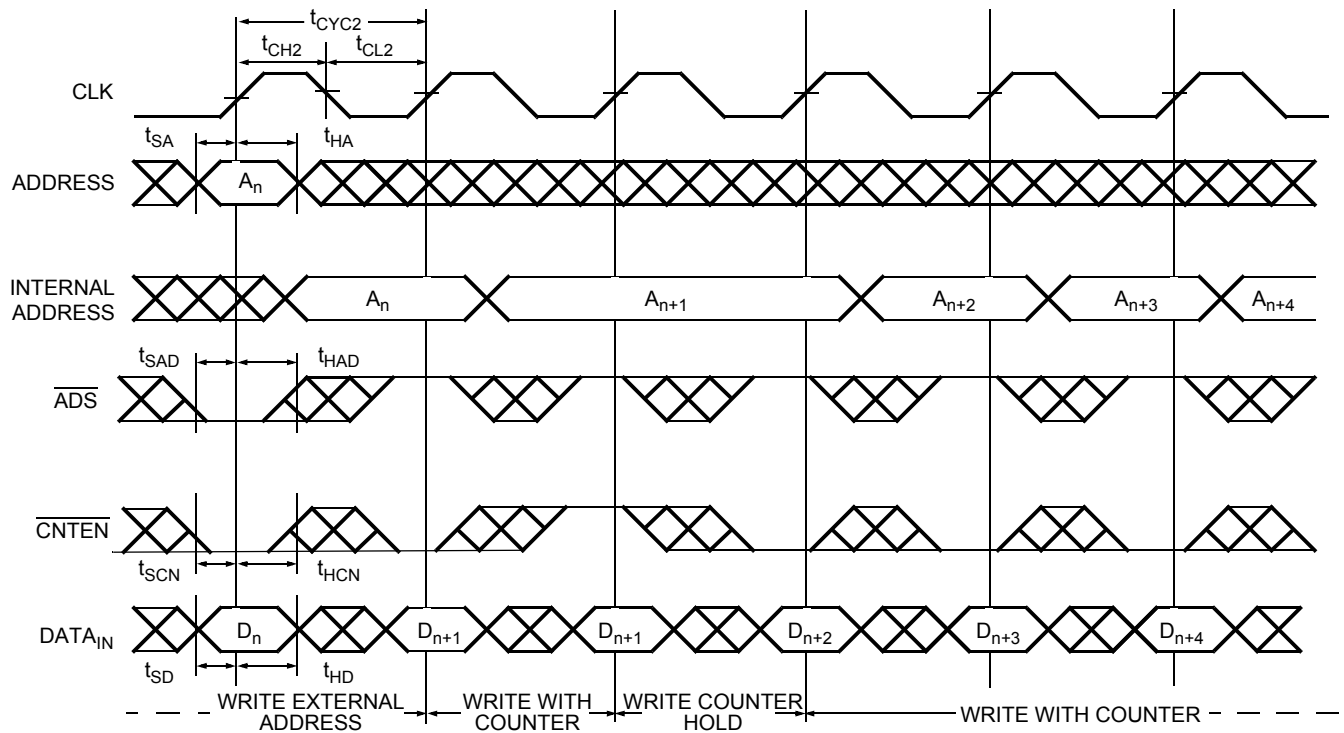 tCYC2
tCH2 tCL2
CLK
tSA tHA
ADDRESS An
INTERNAL
ADDRESS
An An+1 An+2 An+3 An+4
tSAD tHAD
ADS
CNTEN
tSCN tHCN
DATAIN Dn Dn+1 Dn+1 Dn+2 Dn+3 Dn+4
tSD tHD
WRITE EXTERNAL
ADDRESS
WRITE WITH
COUNTER
WRITE COUNTER
HOLD
WRITE WITH COUNTER